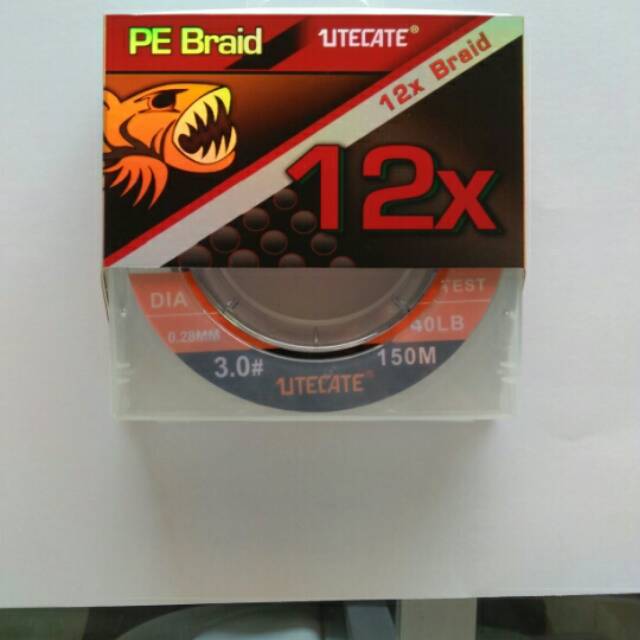 PE Braid
UTECATE®
12x Braid
12x
DIA
TEST
0.28MM
40LB
3.0#
150M
UTECATE®